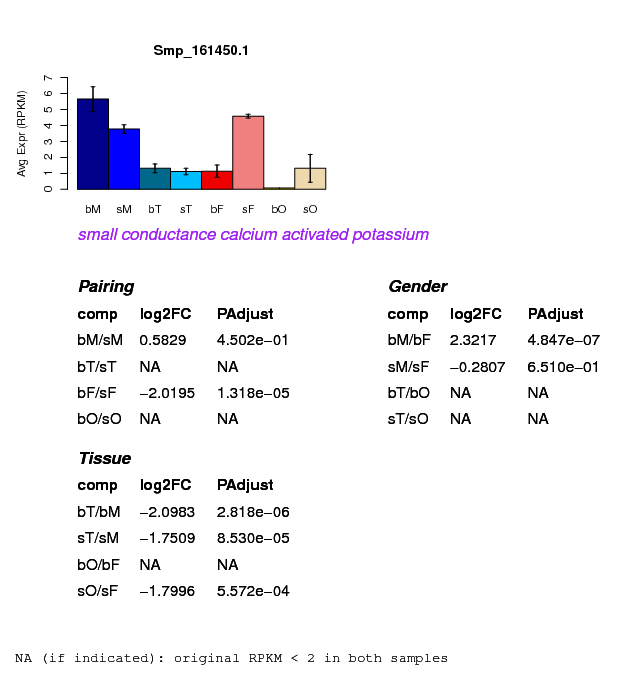 Smp_161450.1
Avg Expr (RPKM)
0 1 2 3 4 5 6 7
bM sM bT sT bF sF bO sO
small conductance calcium activated potassium
Pairing
comp log2FC PAdjust
bM/sM 0.5829 4.502e−01
bT/sT NA NA
bF/sF −2.0195 1.318e−05
bO/sO NA NA
Gender
comp log2FC PAdjust
bM/bF 2.3217 4.847e−07
sM/sF −0.2807 6.510e−01
bT/bO NA NA
sT/sO NA NA
Tissue
comp log2FC PAdjust
bT/bM −2.0983 2.818e−06
sT/sM −1.7509 8.530e−05
bO/bF NA NA
sO/sF −1.7996 5.572e−04
NA (if indicated): original RPKM < 2 in both samples